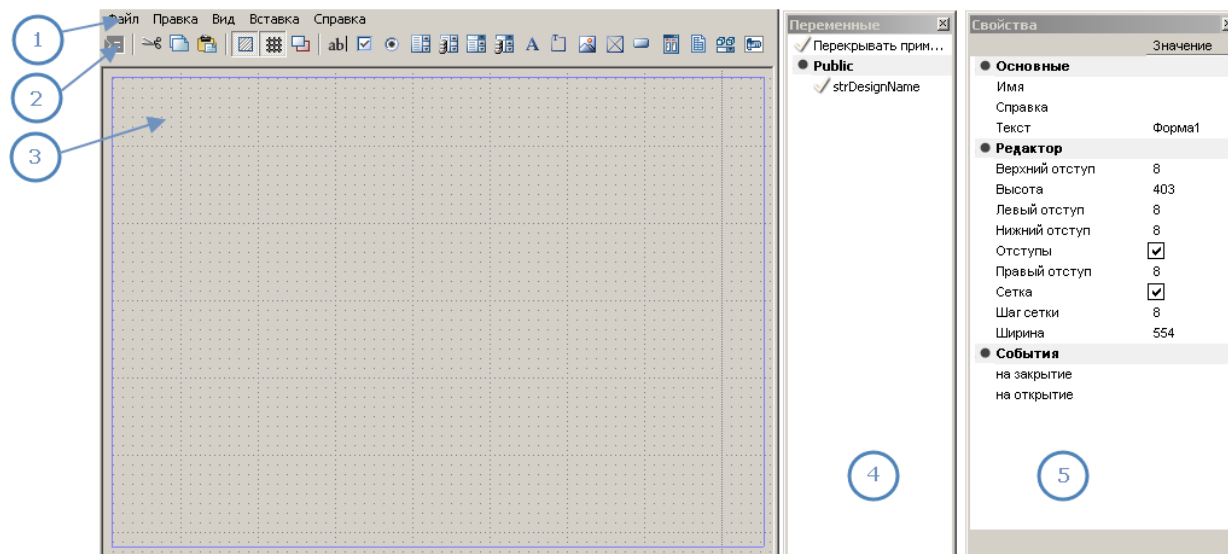 1
Файл Правка Вид Вставка Справка
2
ab| A
3
Переменные
Перекрывать прим...
Public
strDesignName
4
Свойства
Значение
Основные
Имя
Справка
Текст Форма1
Редактор
Верхний отступ 8
Высота 403
Левый отступ 8
Нижний отступ 8
Отступы
Правый отступ 8
Сетка
Шаг сетки 8
Ширина 554
События
на закрытие
на открытие
5